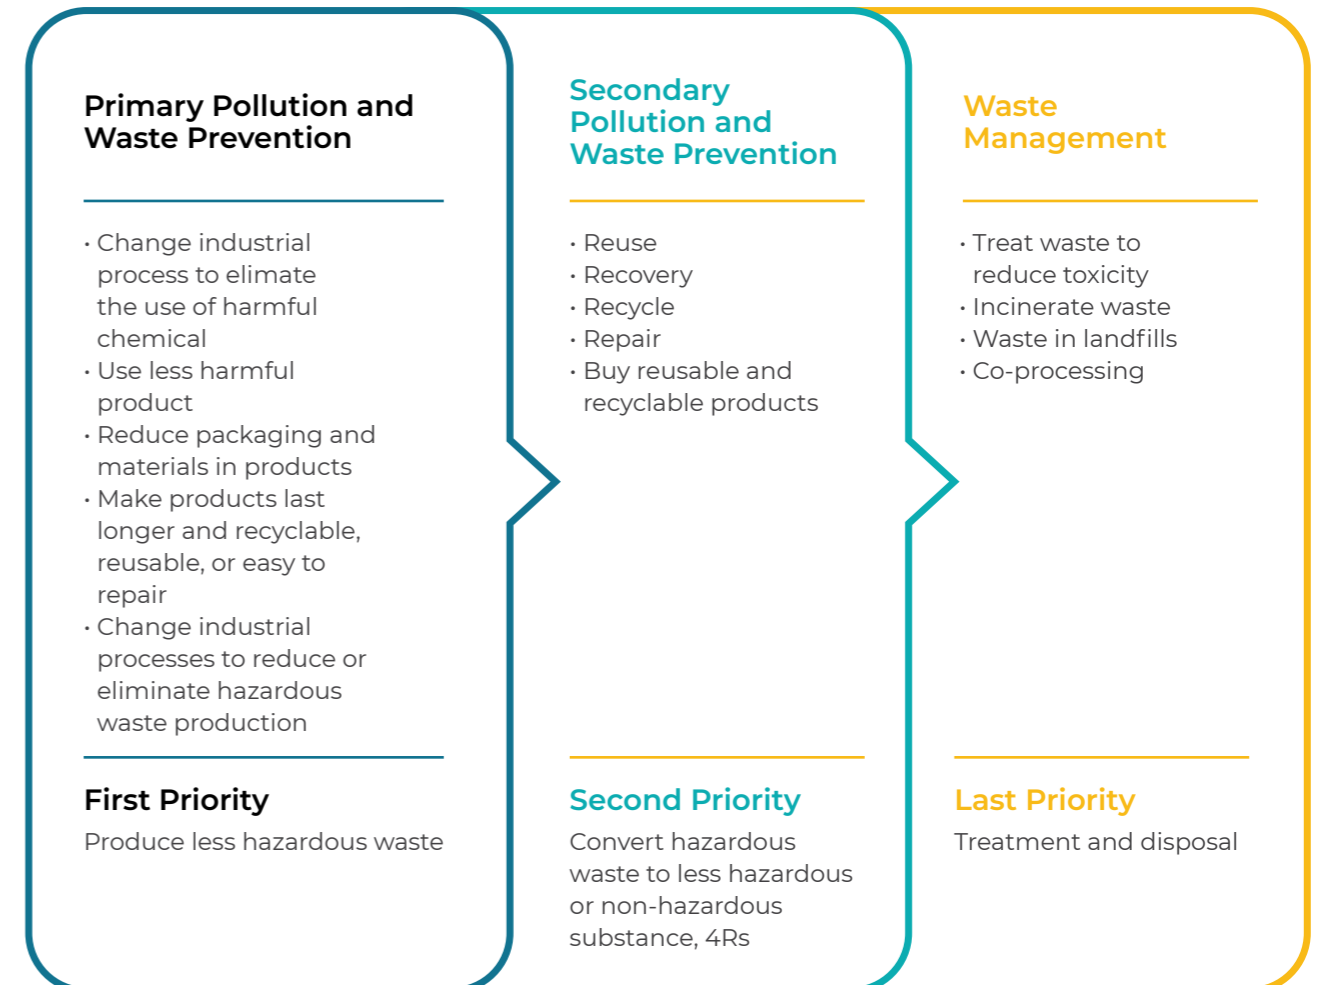 Primary Pollution and
Waste Prevention
• Change industrial
process to elimate
the use of harmful
chemical
• Use less harmful
product
• Reduce packaging and
materials in products
• Make products last
longer and recyclable,
reusable, or easy to
repair
• Change industrial
processes to reduce or
eliminate hazardous
waste production
First Priority
Produce less hazardous waste
Secondary
Pollution and
Waste Prevention
• Reuse
• Recovery
• Recycle
• Repair
• Buy reusable and
recyclable products
Second Priority
Convert hazardous
waste to less hazardous
or non-hazardous
substance, 4Rs
Waste
Management
• Treat waste to
reduce toxicity
• Incinerate waste
• Waste in landfills
• Co-processing
Last Priority
Treatment and disposal